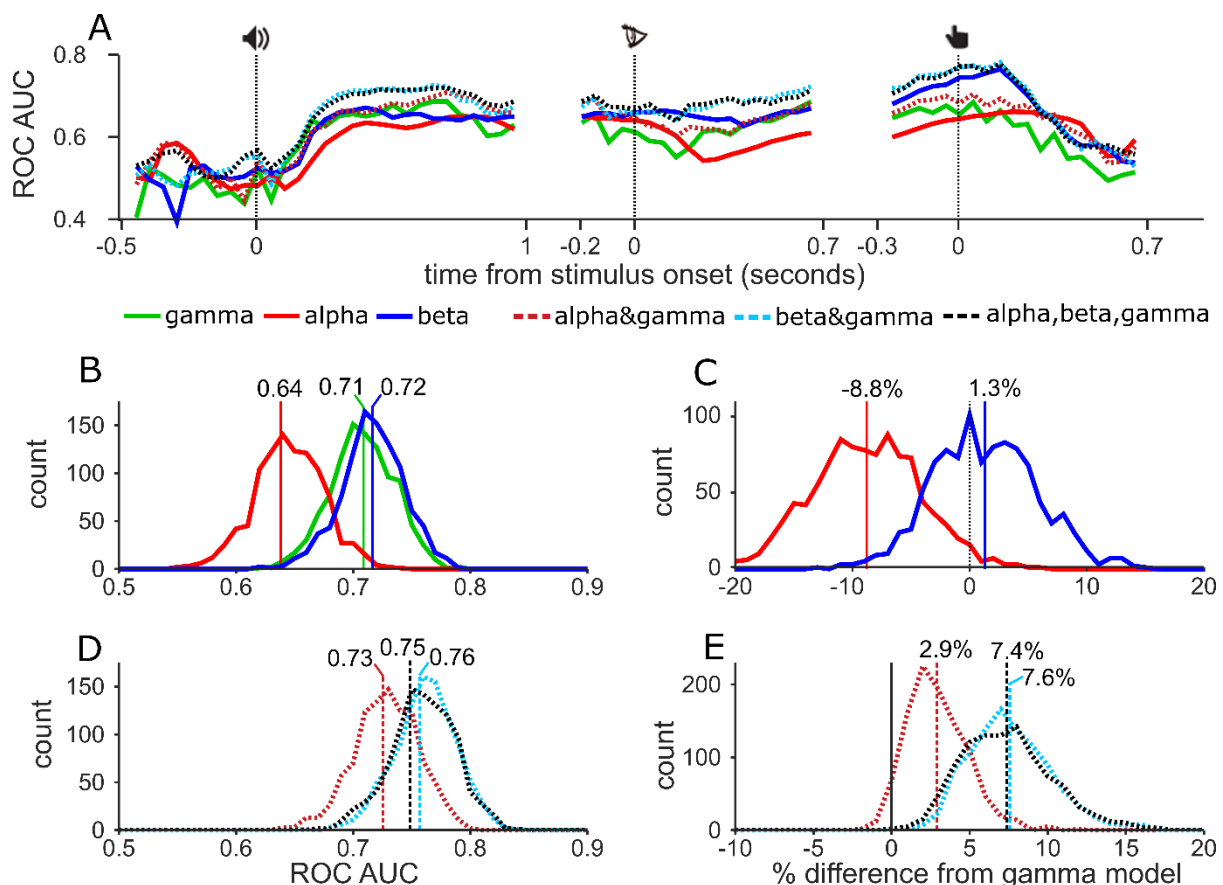 A
ROC AUC
0.8
0.6
0.4
-0.5 0 1 -0.2 0 0.7 -0.3 0 0.7
time from stimulus onset (seconds)
gamma alpha beta alpha&gamma beta&gamma alpha,beta,gamma
B
0.64 0.71 0.72
count
150
100
50
0
0.5 0.6 0.7 0.8 0.9
C
-8.8% 1.3%
count
100
50
0
-20 -10 0 10 20
D
0.73 0.75 0.76
count
150
100
50
0
0.5 0.6 0.7 0.8 0.9
ROC AUC
E
2.9% 7.4%
7.6%
count
200
100
0
-10 -5 0 5 10 15 20
% difference from gamma model